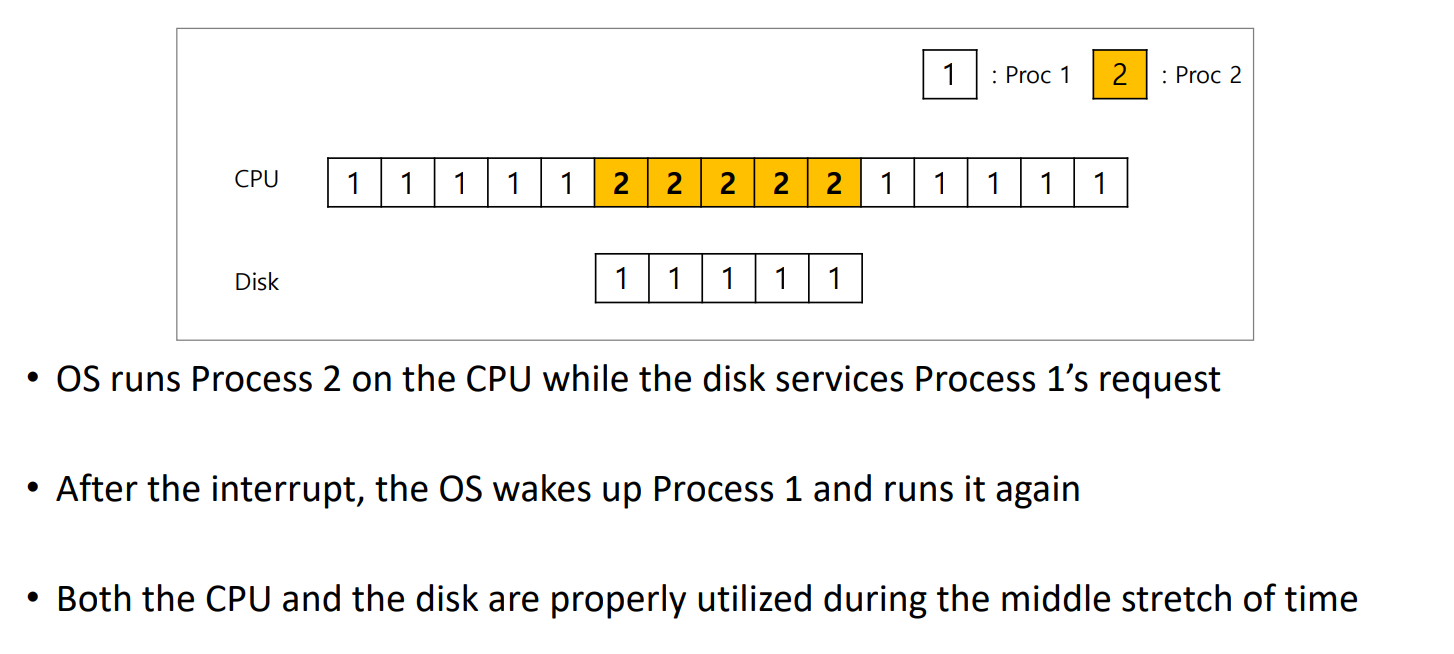 1 : Proc 1 2 : Proc 2
CPU 1 1 1 1 1 2 2 2 2 2 1 1 1 1 1
Disk 1 1 1 1 1
• OS runs Process 2 on the CPU while the disk services Process 1’s request
• After the interrupt, the OS wakes up Process 1 and runs it again
• Both the CPU and the disk are properly utilized during the middle stretch of time